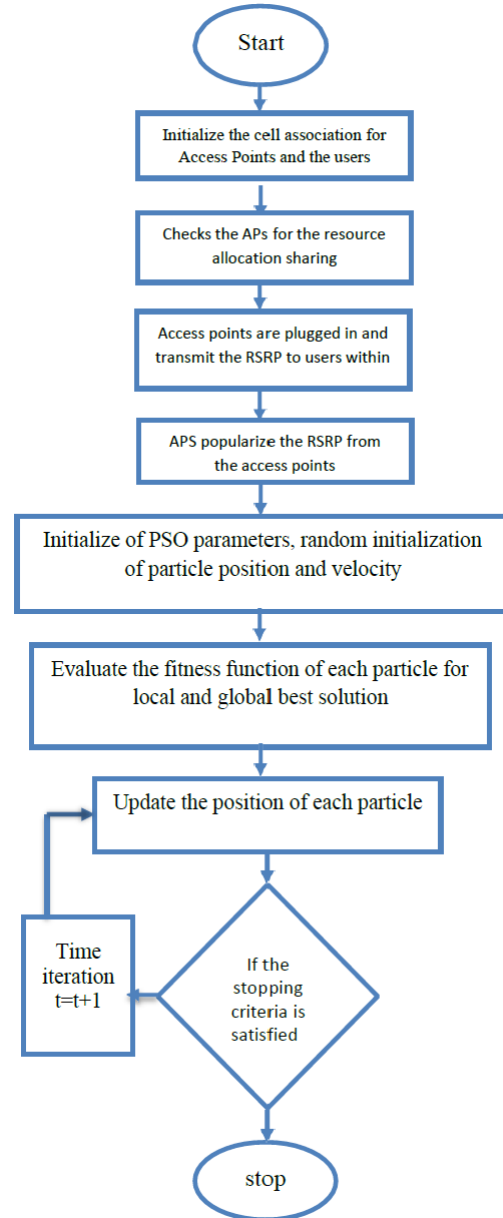 Start
Initialize the cell association for
Access Points and the users
Checks the APs for the resource
allocation sharing
Access points are plugged in and
transmit the RSRP to users within
APS popularize the RSRP from
the access points
Initialize of PSO parameters, random initialization
of particle position and velocity
Evaluate the fitness function of each particle for
local and global best solution
Update the position of each particle
Time
iteration
t=t+1
If the
stopping
criteria is
satisfied
stop